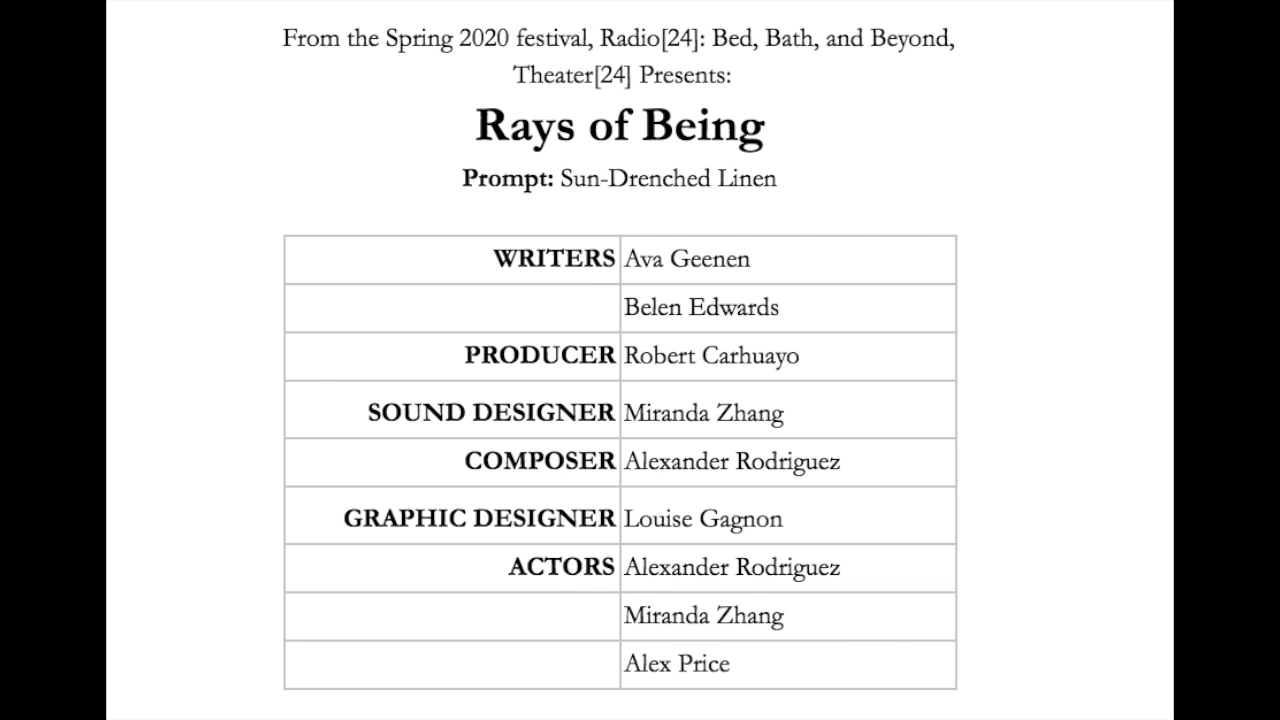 From the Spring 2020 festival, Radio[24]: Bed, Bath, and Beyond,
Theater[24] Presents:
Rays of Being
Prompt: Sun-Drenched Linen
WRITERS Ava Geenen
Belen Edwards
PRODUCER Robert Carhuayo
SOUND DESIGNER Miranda Zhang
COMPOSER Alexander Rodriguez
GRAPHIC DESIGNER Louise Gagnon
ACTORS Alexander Rodriguez
Miranda Zhang
Alex Price